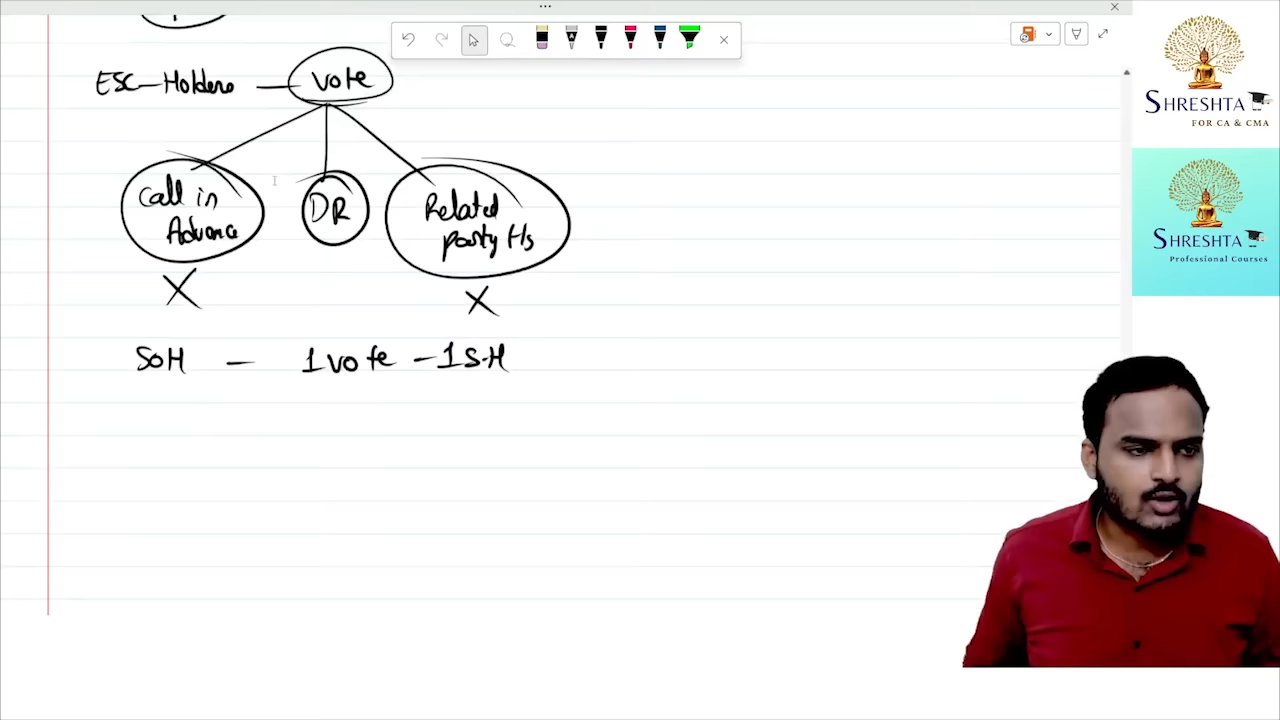 ESC-Holders — vote
Call in
Advance
DR
Related
party Hs
X
X
SoH — 1 vote - 1 S.H
SHRESHTA
FOR CA & CMA
SHRESHTA
Professional Courses